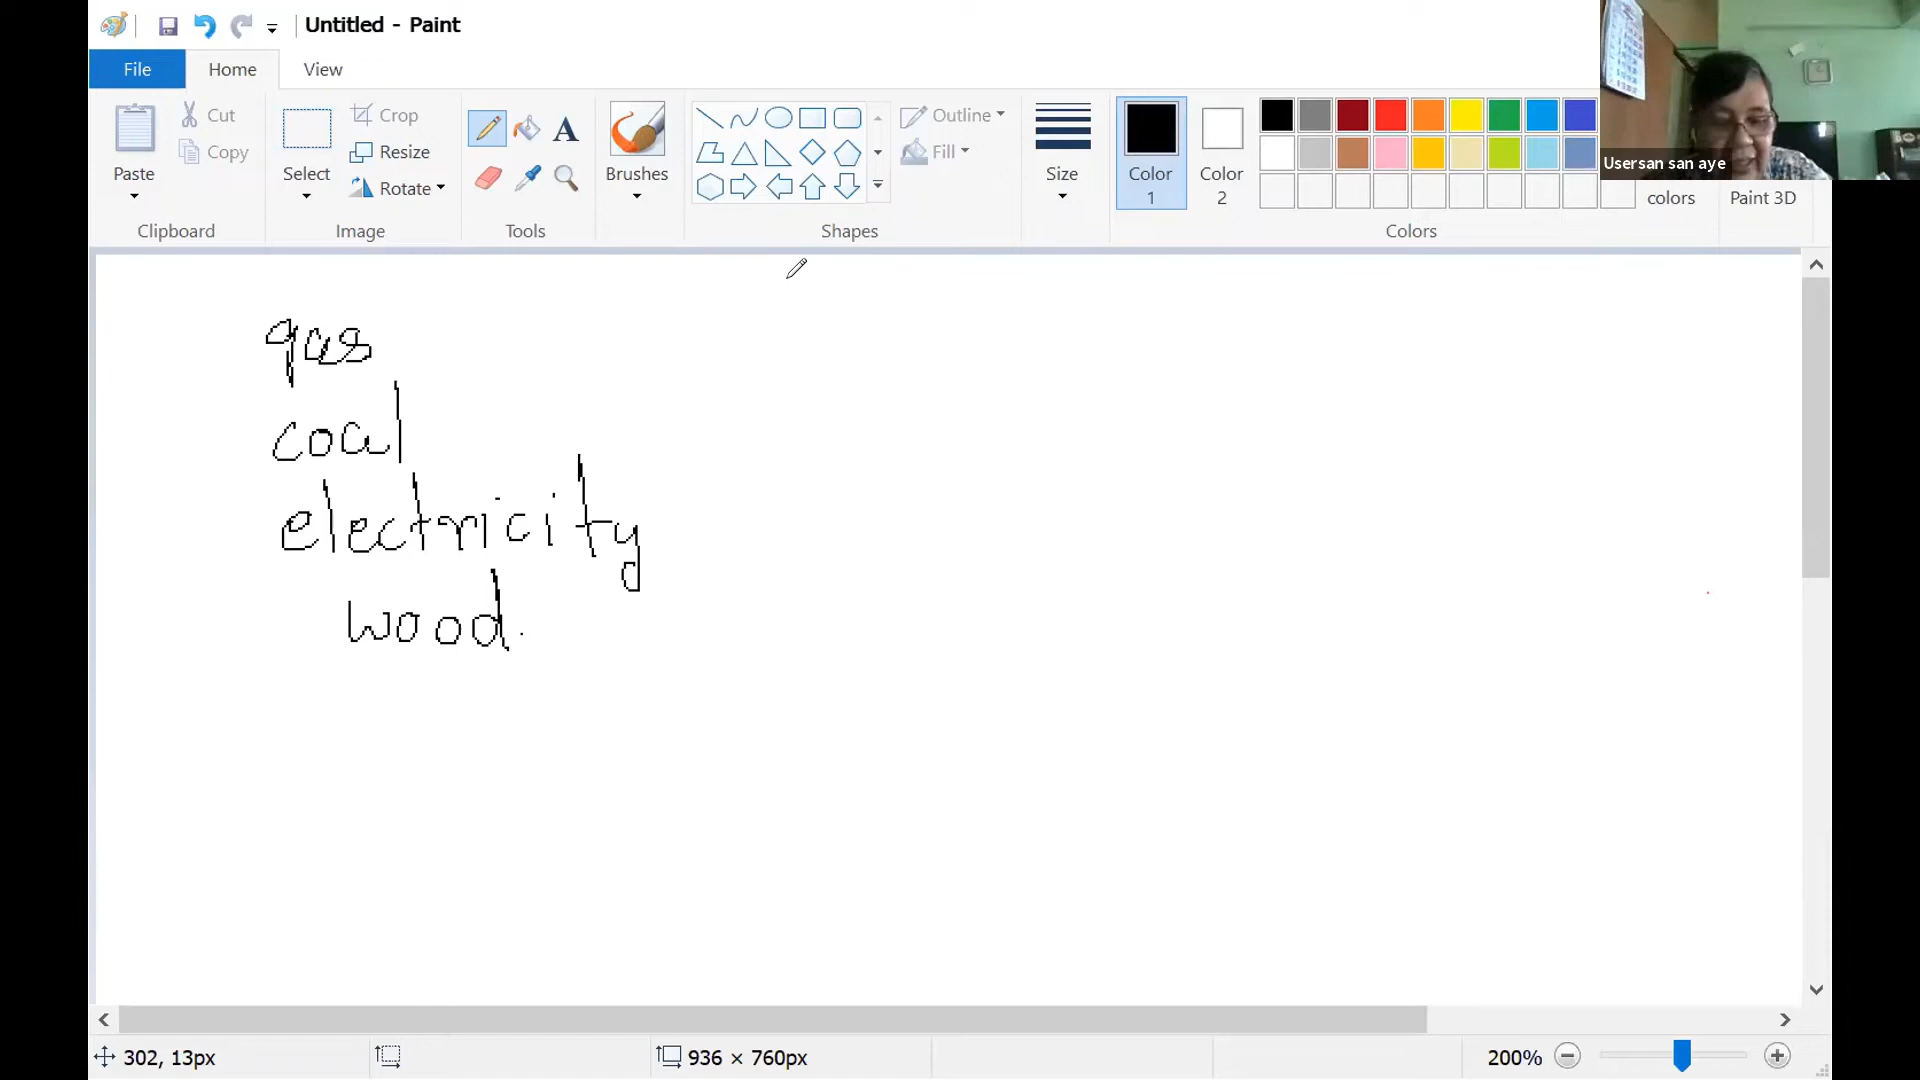 Untitled - Paint
File Home View
Paste
Cut
Copy
Clipboard
Select
Crop
Resize
Rotate
Image
Tools
Brushes
Shapes
Outline
Fill
Size
Color 1
Color 2
Colors
colors
Paint 3D
Usersan san aye
gas
coal
electricity
wood.
302, 13px
936 × 760px
200%